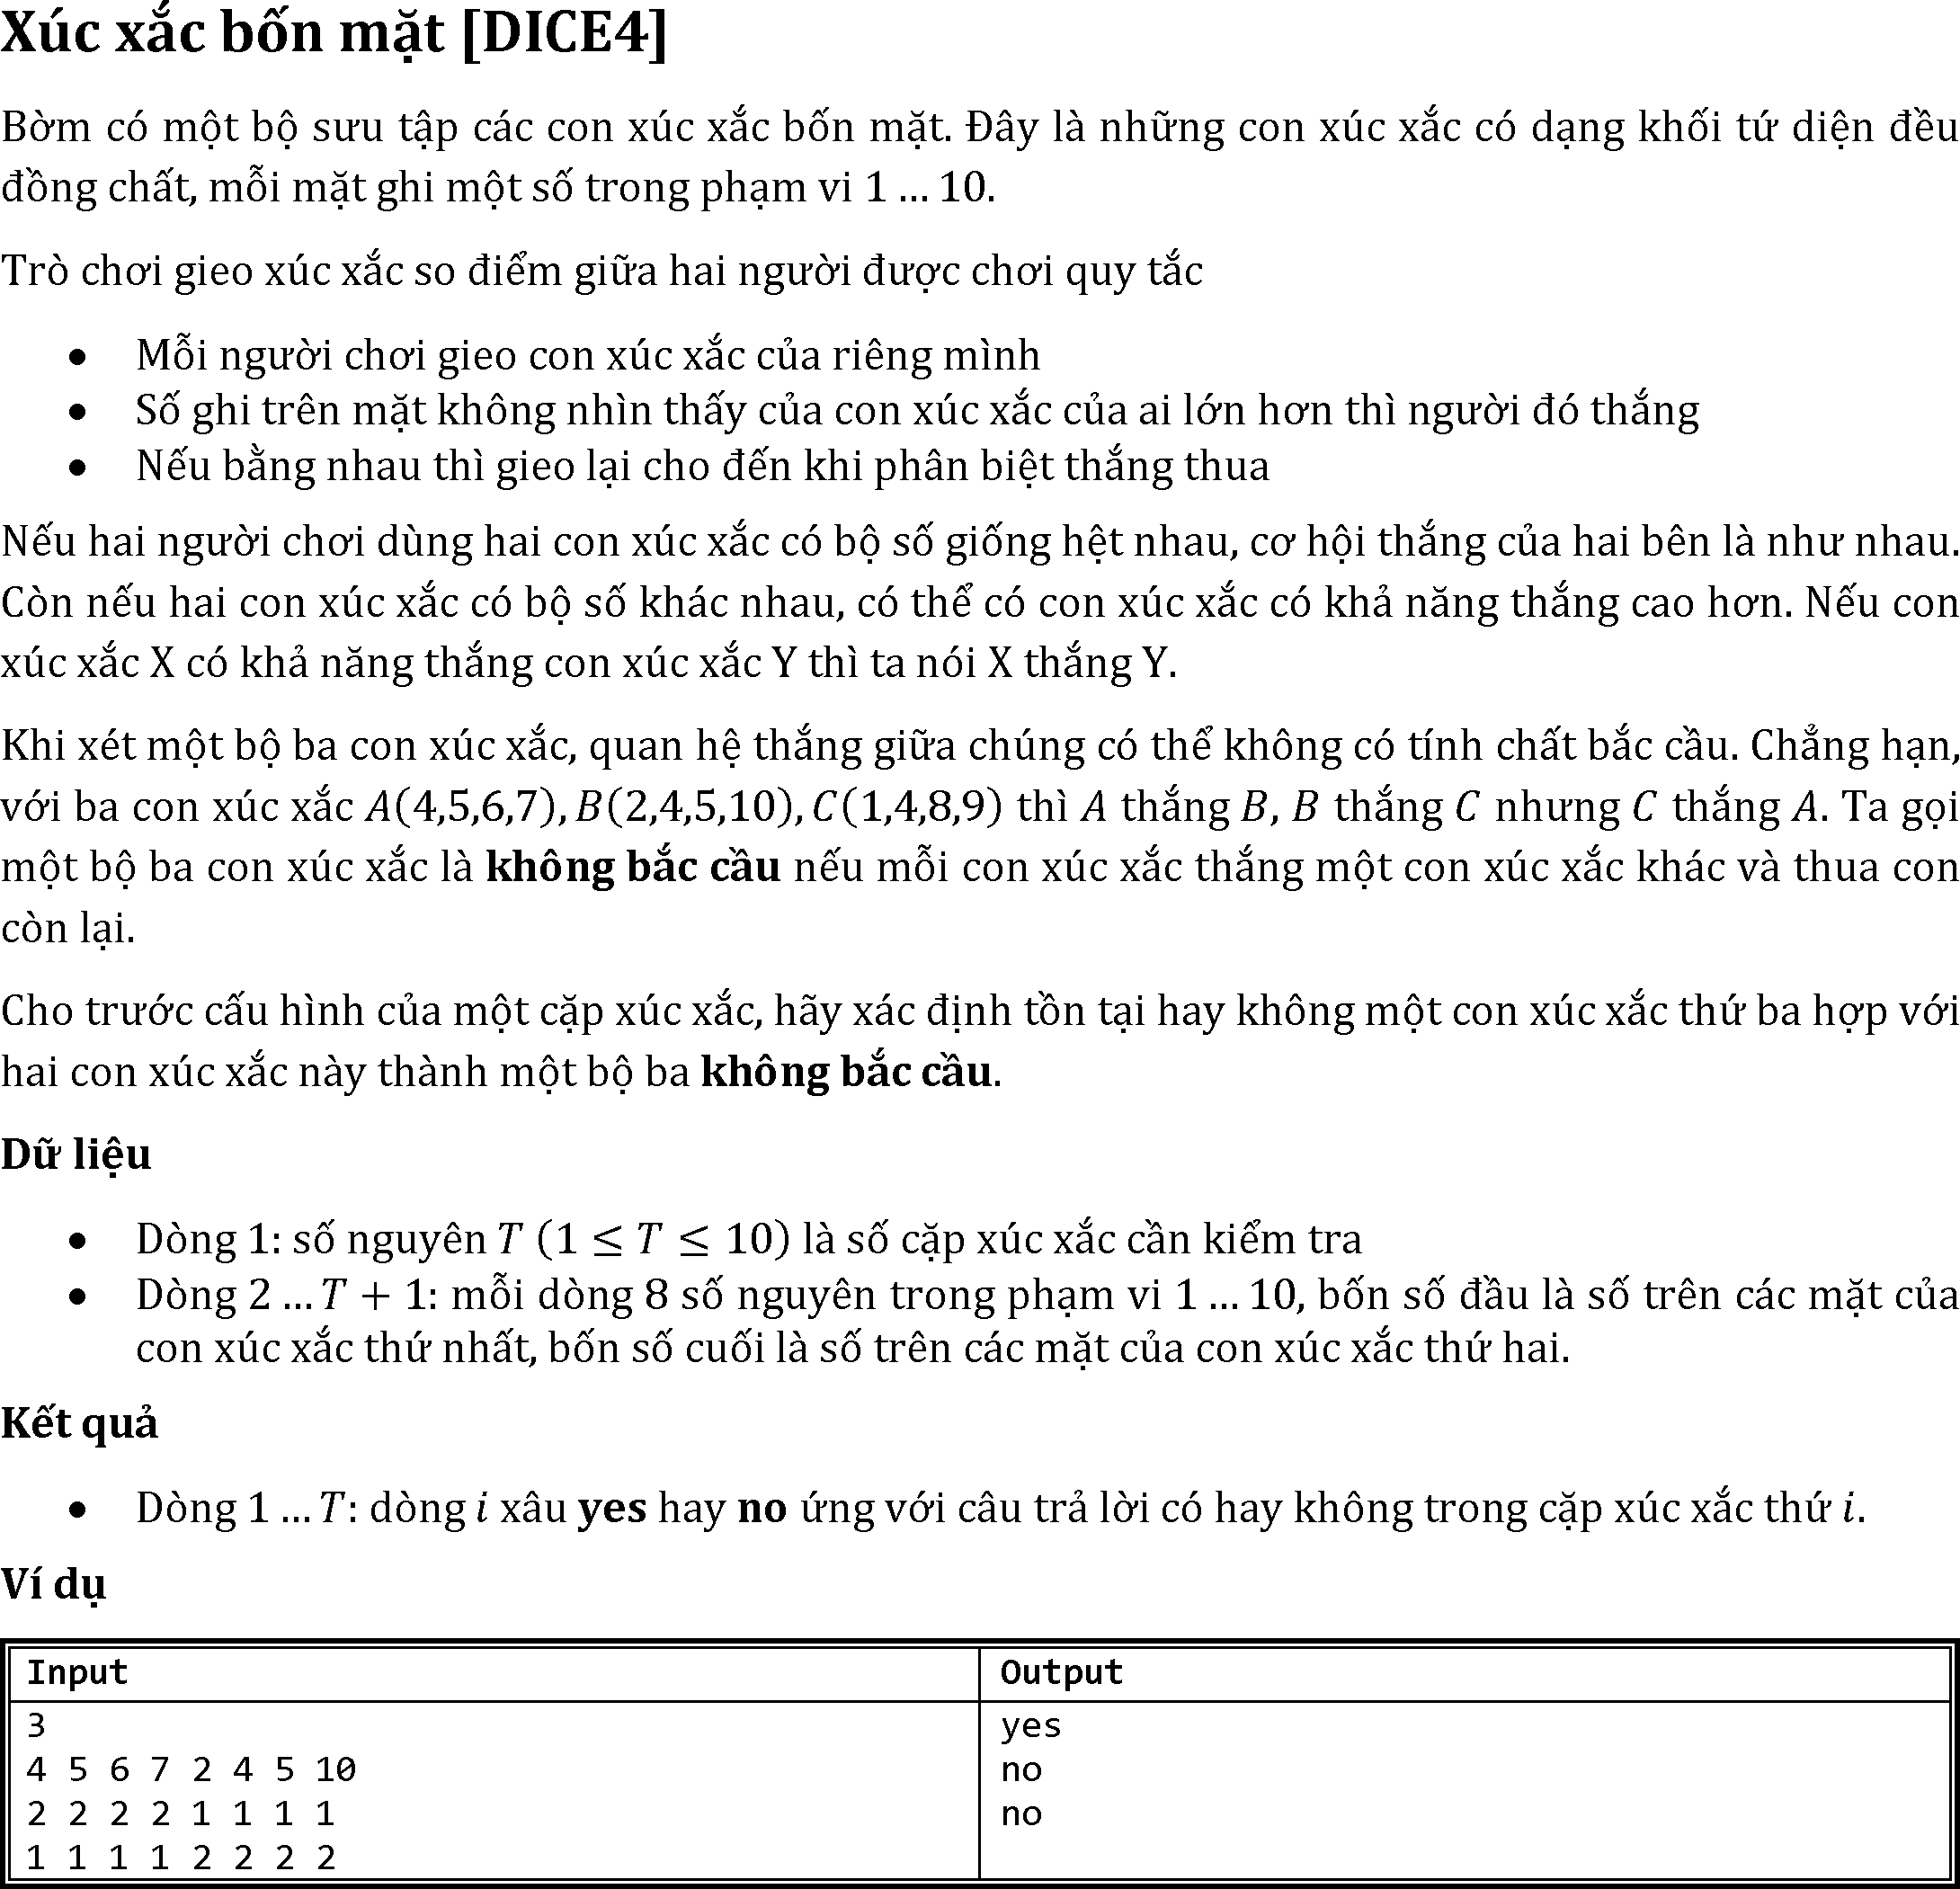 Xúc xắc bốn mặt [DICE4]
Bờm có một bộ sưu tập các con xúc xắc bốn mặt. Đây là những con xúc xắc có dạng khối tứ diện đều
đồng chất, mỗi mặt ghi một số trong phạm vi 1 … 10.
Trò chơi gieo xúc xắc so điểm giữa hai người được chơi quy tắc
• Mỗi người chơi gieo con xúc xắc của riêng mình
• Số ghi trên mặt không nhìn thấy của con xúc xắc của ai lớn hơn thì người đó thắng
• Nếu bằng nhau thì gieo lại cho đến khi phân biệt thắng thua
Nếu hai người chơi dùng hai con xúc xắc có bộ số giống hệt nhau, cơ hội thắng của hai bên là như nhau.
Còn nếu hai con xúc xắc có bộ số khác nhau, có thể có con xúc xắc có khả năng thắng cao hơn. Nếu con
xúc xắc X có khả năng thắng con xúc xắc Y thì ta nói X thắng Y.
Khi xét một bộ ba con xúc xắc, quan hệ thắng giữa chúng có thể không có tính chất bắc cầu. Chẳng hạn,
với ba con xúc xắc A(4,5,6,7), B(2,4,5,10), C(1,4,8,9) thì A thắng B, B thắng C nhưng C thắng A. Ta gọi
một bộ ba con xúc xắc là không bắc cầu nếu mỗi con xúc xắc thắng một con xúc xắc khác và thua con
còn lại.
Cho trước cấu hình của một cặp xúc xắc, hãy xác định tồn tại hay không một con xúc xắc thứ ba hợp với
hai con xúc xắc này thành một bộ ba không bắc cầu.
Dữ liệu
• Dòng 1: số nguyên T (1 ≤ T ≤ 10) là số cặp xúc xắc cần kiểm tra
• Dòng 2 … T + 1: mỗi dòng 8 số nguyên trong phạm vi 1 … 10, bốn số đầu là số trên các mặt của
con xúc xắc thứ nhất, bốn số cuối là số trên các mặt của con xúc xắc thứ hai.
Kết quả
• Dòng 1 … T: dòng i xâu yes hay no ứng với câu trả lời có hay không trong cặp xúc xắc thứ i.
Ví dụ
Input Output
3 yes
4 5 6 7 2 4 5 10 no
2 2 2 2 1 1 1 1 no
1 1 1 1 2 2 2 2